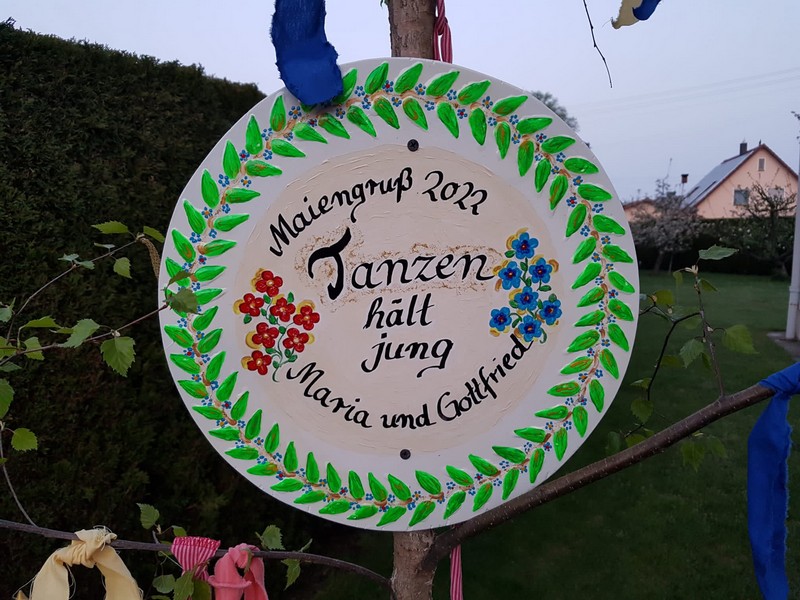 Maiengruß 2022
Tanzen
hält
jung
Maria und Gottfried